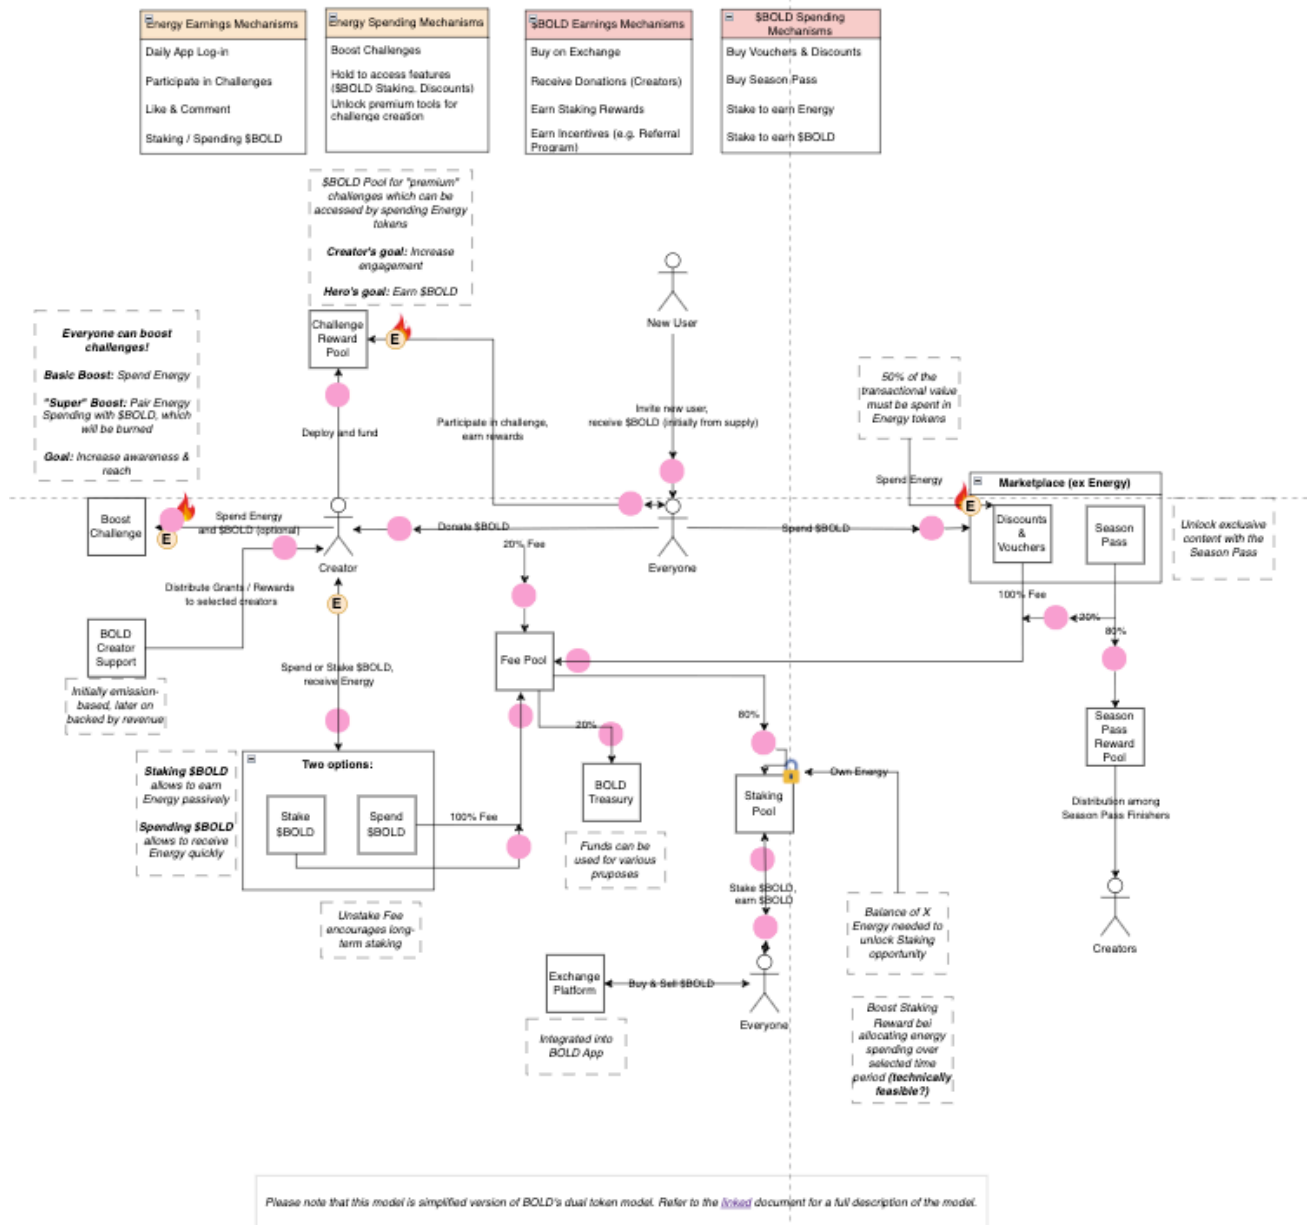 Energy Earnings Mechanisms
Daily App Log-in
Participate in Challenges
Like & Comment
Staking / Spending $BOLD
Energy Spending Mechanisms
Boost Challenges
Hold to access features
($BOLD Staking, Discounts)
Unlock premium tools for
challenge creation
$BOLD Earnings Mechanisms
Buy on Exchange
Receive Donations (Creators)
Earn Staking Rewards
Earn Incentives (e.g. Referral
Program)
$BOLD Spending
Mechanisms
Buy Vouchers & Discounts
Buy Season Pass
Stake to earn Energy
Stake to earn $BOLD
$BOLD Pool for "premium"
challenges which can be
accessed by spending Energy
tokens
Creator's goal: Increase
engagement
Hero's goal: Earn $BOLD
New User
Everyone can boost
challenges!
Basic Boost: Spend Energy
"Super" Boost: Pair Energy
Spending with $BOLD, which
will be burned
Goal: Increase awareness &
reach
Challenge
Reward
Pool
E
Deploy and fund
Participate in challenge,
earn rewards
Invite new user,
receive $BOLD (initially from supply)
50% of the
transactional value
must be spent in
Energy tokens
Spend Energy
Marketplace (ex Energy)
E
Discounts
&
Vouchers
Season
Pass
Unlock exclusive
content with the
Season Pass
Boost
Challenge
E
Spend Energy
and $BOLD (optional)
Creator
Donate $BOLD
20% Fee
Everyone
Spend $BOLD
Distribute Grants / Rewards
to selected creators
E
100% Fee
20%
80%
BOLD
Creator
Support
Initially emission-
based, later on
backed by revenue
Spend or Stake $BOLD,
receive Energy
Fee Pool
20%
80%
Season
Pass
Reward
Pool
Staking $BOLD
allows to earn
Energy passively
Spending $BOLD
allows to receive
Energy quickly
Two options:
Stake
$BOLD
Spend
$BOLD
100% Fee
BOLD
Treasury
Funds can be
used for various
pruposes
Staking
Pool
Own Energy
Distribution among
Season Pass Finishers
Stake $BOLD,
earn $BOLD
Unstake Fee
encourages long-
term staking
Balance of X
Energy needed to
unlock Staking
opportunity
Creators
Exchange
Platform
Buy & Sell $BOLD
Everyone
Integrated into
BOLD App
Boost Staking
Reward bei
allocating energy
spending over
selected time
period (technically
feasible?)
Please note that this model is simplified version of BOLD's dual token model. Refer to the linked document for a full description of the model.